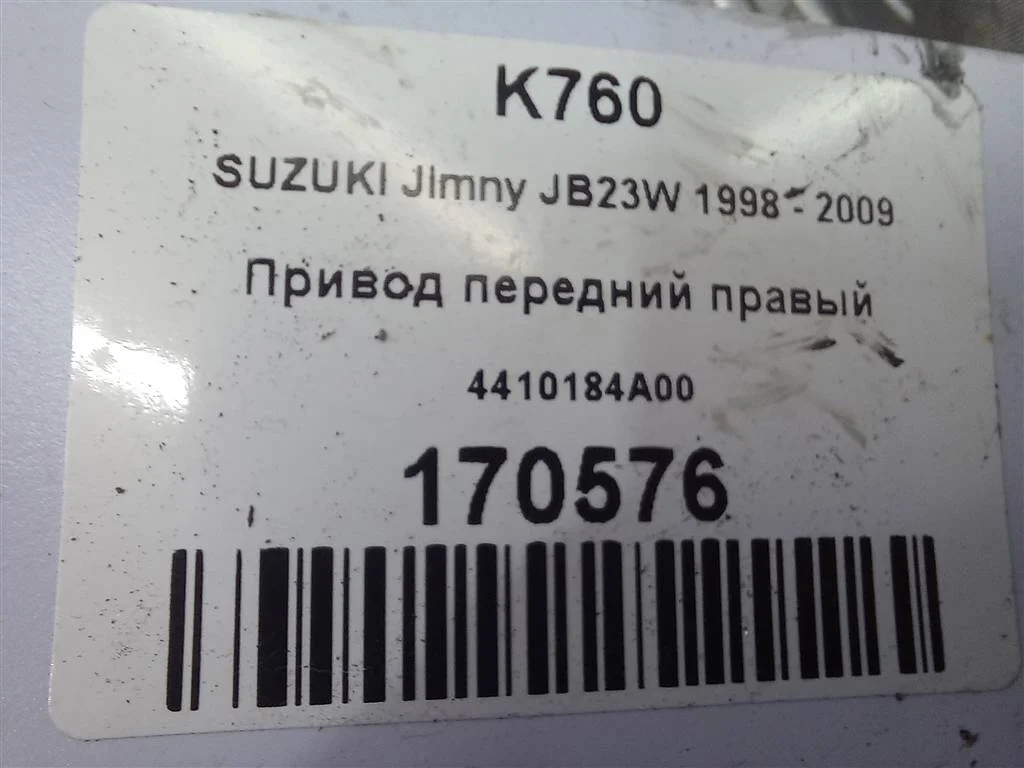 K760
SUZUKI JImny JB23W 1998 - 2009
Привод передний правый
4410184A00
170576